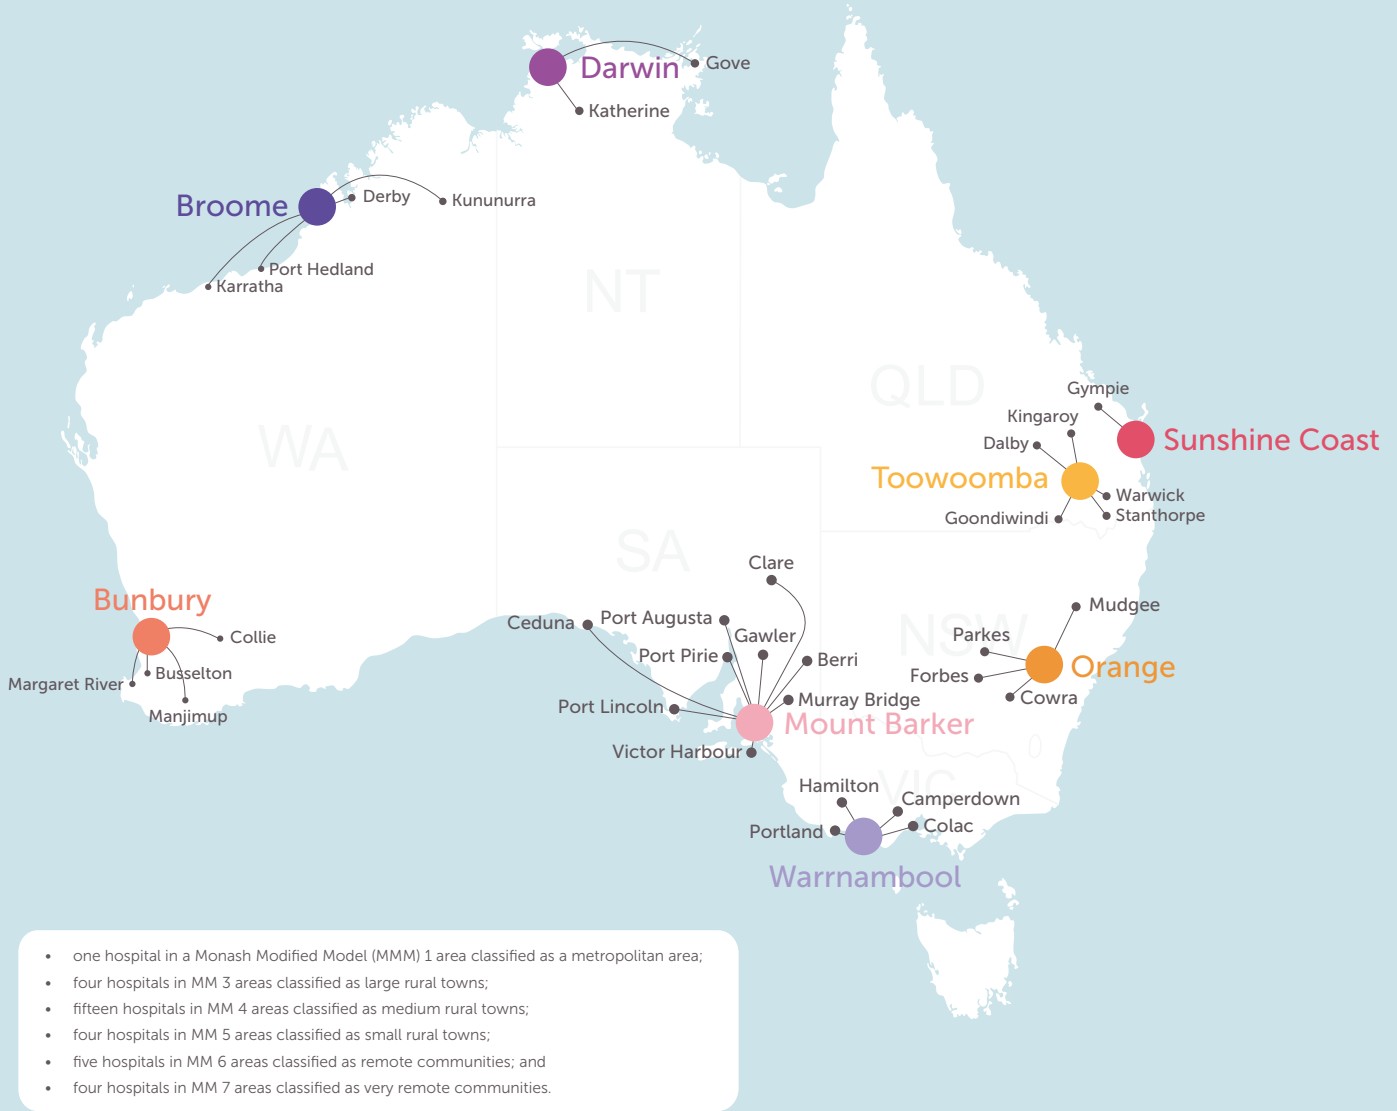 Darwin
Gove
Katherine
Broome
Derby
Kununurra
Port Hedland
Karratha
NT
QLD
WA
Gympie
Kingaroy
Dalby
Sunshine Coast
Toowoomba
Warwick
Stanthorpe
Goondiwindi
SA
Clare
Bunbury
Collie
Busselton
Margaret River
Manjimup
Ceduna
Port Augusta
Gawler
Port Pirie
Berri
Port Lincoln
Murray Bridge
Mount Barker
Victor Harbour
NSW
Mudgee
Parkes
Forbes
Orange
Cowra
VIC
Hamilton
Camperdown
Portland
Colac
Warrnambool
• one hospital in a Monash Modified Model (MMM) 1 area classified as a metropolitan area;
• four hospitals in MM 3 areas classified as large rural towns;
• fifteen hospitals in MM 4 areas classified as medium rural towns;
• four hospitals in MM 5 areas classified as small rural towns;
• five hospitals in MM 6 areas classified as remote communities; and
• four hospitals in MM 7 areas classified as very remote communities.